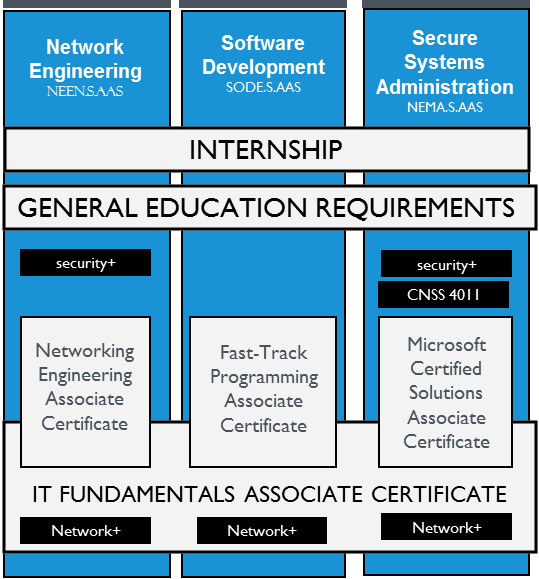 Network
Engineering
NEEN.S.AAS
Software
Development
SODE.S.AAS
Secure
Systems
Administration
NEMA.S.AAS
INTERNSHIP
GENERAL EDUCATION REQUIREMENTS
security+
security+
CNSS 4011
Networking
Engineering
Associate
Certificate
Fast-Track
Programming
Associate
Certificate
Microsoft
Certified
Solutions
Associate
Certificate
IT FUNDAMENTALS ASSOCIATE CERTIFICATE
Network+
Network+
Network+